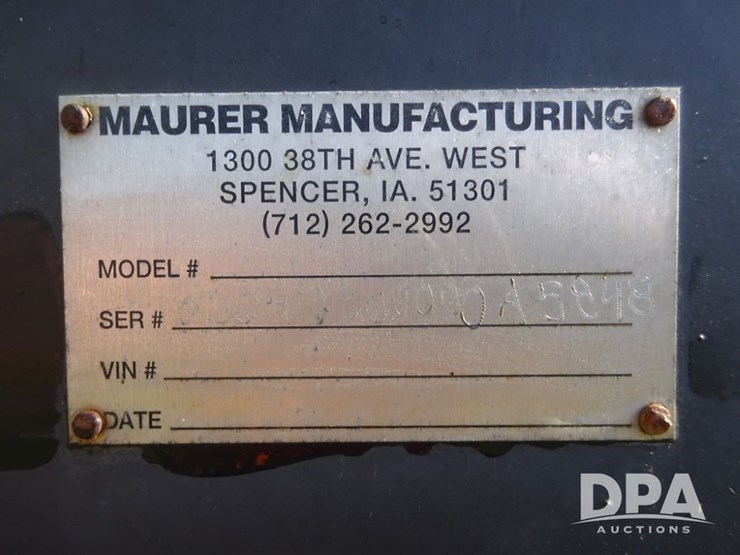 MAURER MANUFACTURING
1300 38TH AVE. WEST
SPENCER, IA. 51301
(712) 262-2992
MODEL #
SER #
VIN #
DATE
DPA
AUCTIONS